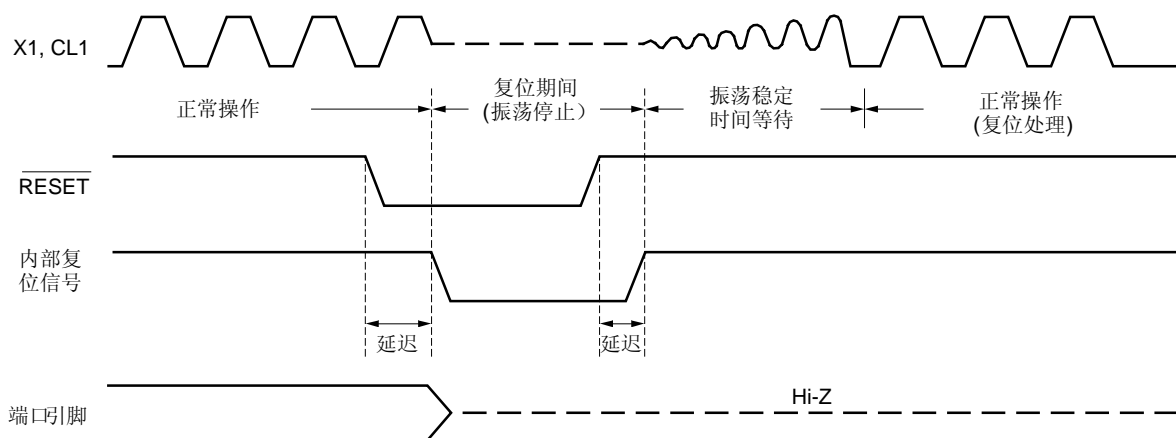 X1, CL1
正常操作
复位期间
(振荡停止）
振荡稳定
时间等待
正常操作
(复位处理)
RESET
内部复
位信号
延迟
延迟
端口引脚
Hi-Z